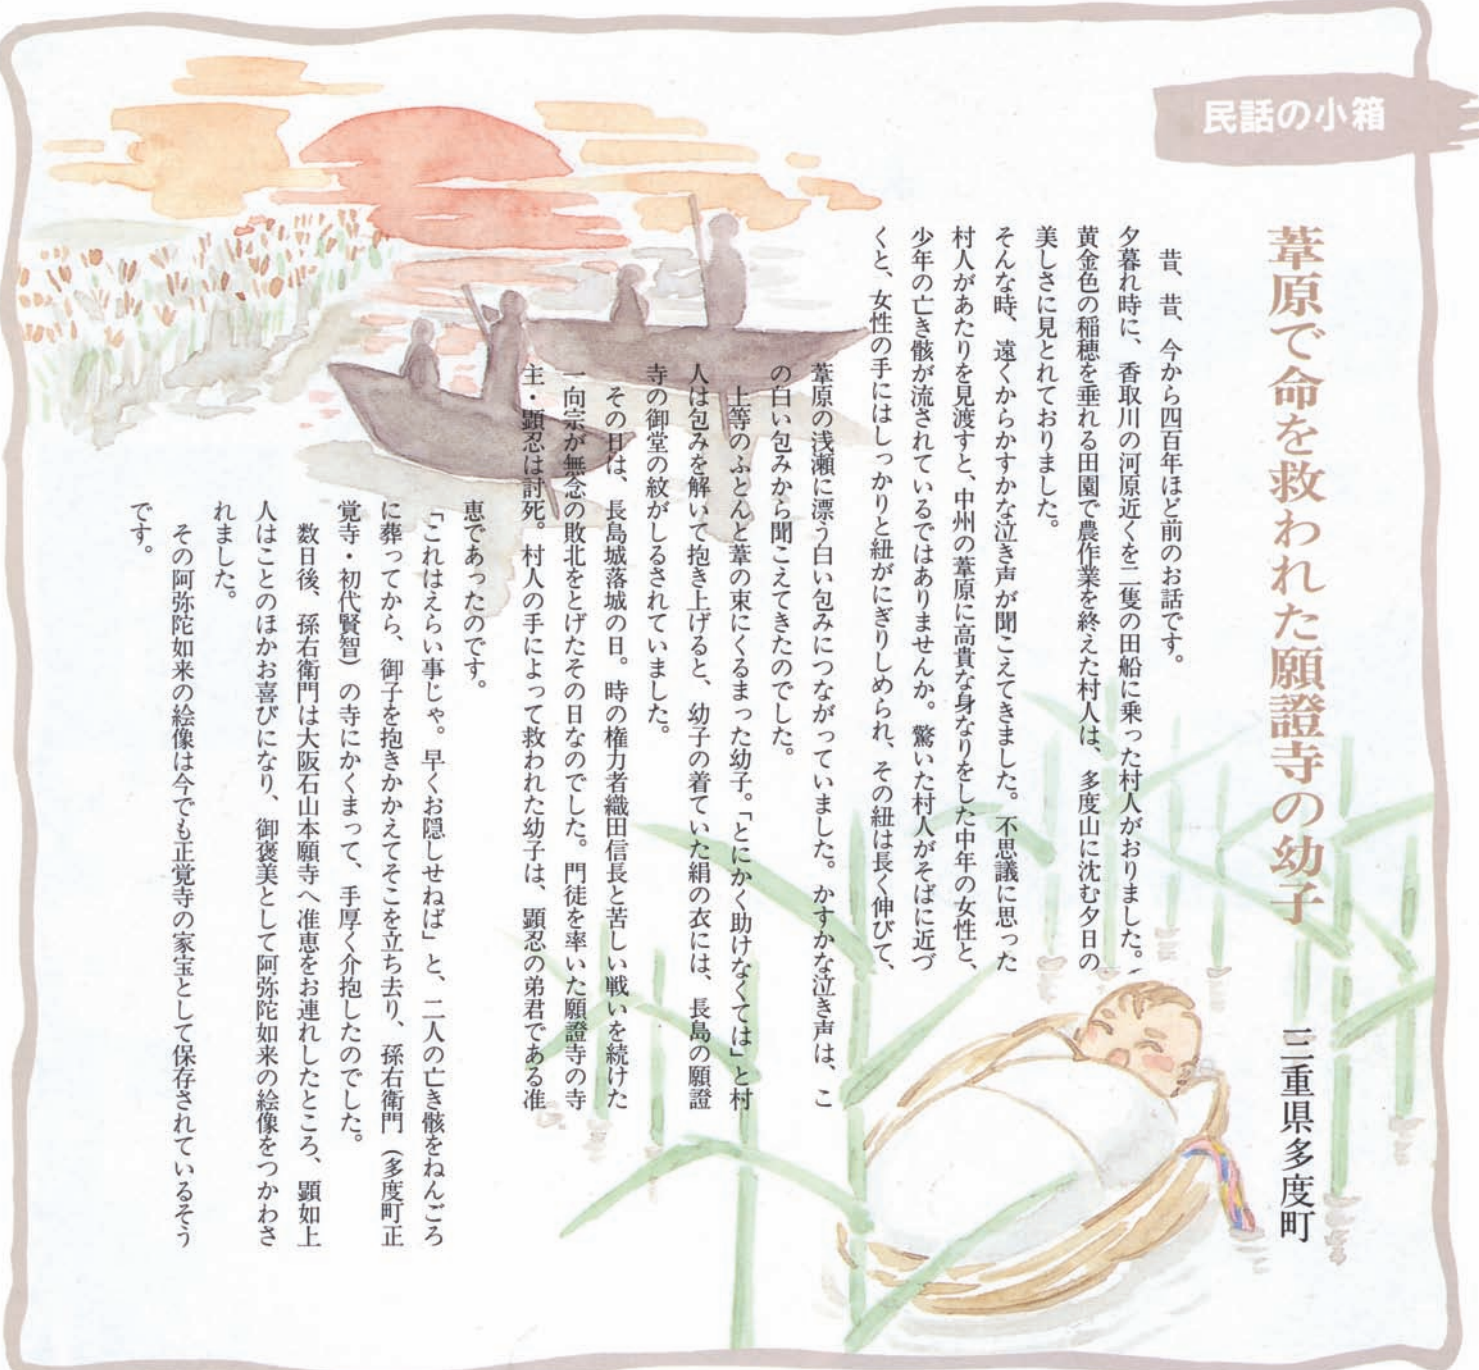 民話の小箱
葦原で命を救われた願證寺の幼子
三重県多度町
昔、昔、今から四百年ほど前のお話です。
夕暮れ時に、香取川の河原近くを二隻の田船に乗った村人がおりました。
黄金色の稲穂を垂れる田園で農作業を終えた村人は、多度山に沈む夕日の
美しさに見とれておりました。
そんな時、遠くからかすかな泣き声が聞こえてきました。不思議に思った
村人があたりを見渡すと、中州の葦原に高貴な身なりをした中年の女性と、
少年の亡き骸が流されているではありませんか。驚いた村人がそばに近づ
くと、女性の手にはしっかりと紐がにぎりしめられ、その紐は長く伸びて、
葦原の浅瀬に漂う白い包みにつながっていました。かすかな泣き声は、こ
の白い包みから聞こえてきたのでした。
上等のふとんと葦の束にくるまった幼子。「とにかく助けなくては」と村
人は包みを解いて抱き上げると、幼子の着ていた絹の衣には、長島の願證
寺の御堂の紋がしるされていました。
その日は、長島城落城の日。時の権力者織田信長と苦しい戦いを続けた
一向宗が無念の敗北をとげたその日なのでした。門徒を率いた願證寺の寺
主・顕忍は討死。村人の手によって救われた幼子は、顕忍の弟君である准
恵であったのです。
「これはえらい事じゃ。早くお隠しせねば」と、二人の亡き骸をねんごろ
に葬ってから、御子を抱きかかえてそこを立ち去り、孫右衛門（多度町正
覚寺・初代賢智）の寺にかくまって、手厚く介抱したのでした。
数日後、孫右衛門は大阪石山本願寺へ准恵をお連れしたところ、顕如上
人はことのほかお喜びになり、御褒美として阿弥陀如来の絵像をつかわさ
れました。
その阿弥陀如来の絵像は今でも正覚寺の家宝として保存されているそう
です。